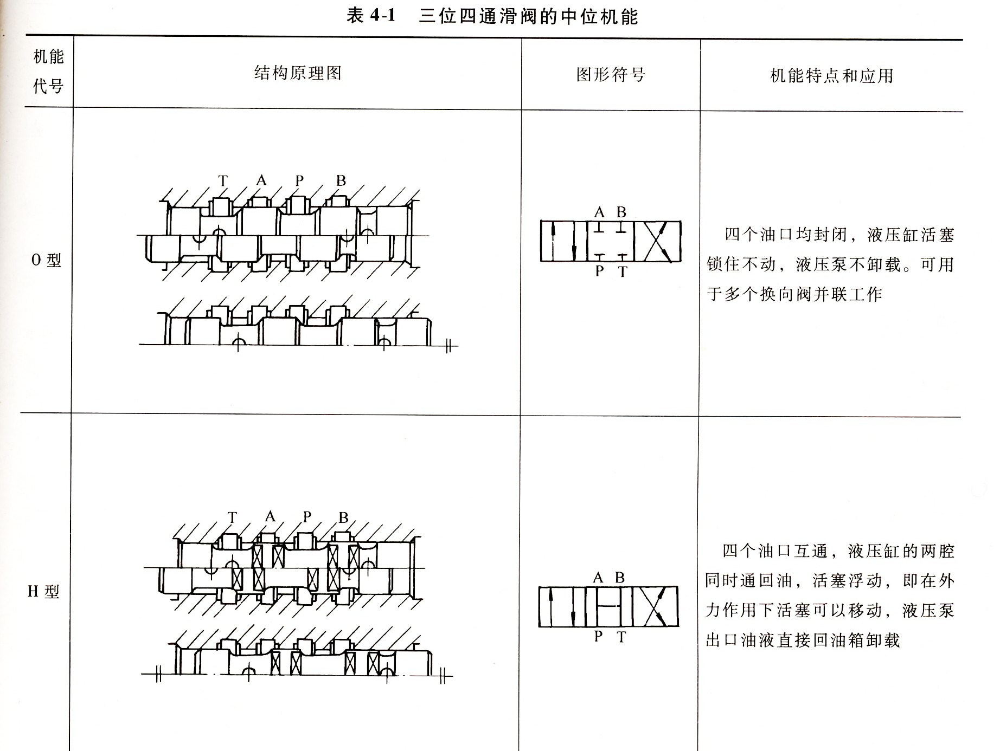 表 4-1 三位四通滑阀的中位机能
机能
代号
结构原理图
图形符号
机能特点和应用
O 型
T A P B
A B
P T
四个油口均封闭，液压缸活塞
锁住不动，液压泵不卸载。可用
于多个换向阀并联工作
H 型
T A P B
A B
P T
四个油口互通，液压缸的两腔
同时通回油，活塞浮动，即在外
力作用下活塞可以移动，液压泵
出口油液直接回油箱卸载